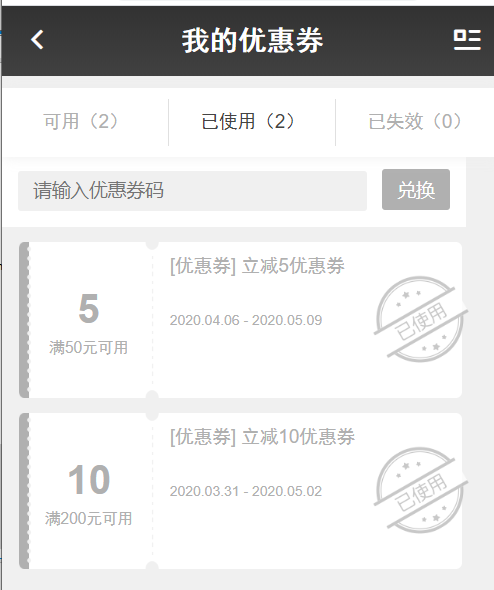 我的优惠券
可用（2）
已使用（2）
已失效（0）
请输入优惠券码
兑换
[优惠券] 立减5优惠券
5
2020.04.06 - 2020.05.09
满50元可用
已使用
[优惠券] 立减10优惠券
10
2020.03.31 - 2020.05.02
满200元可用
已使用